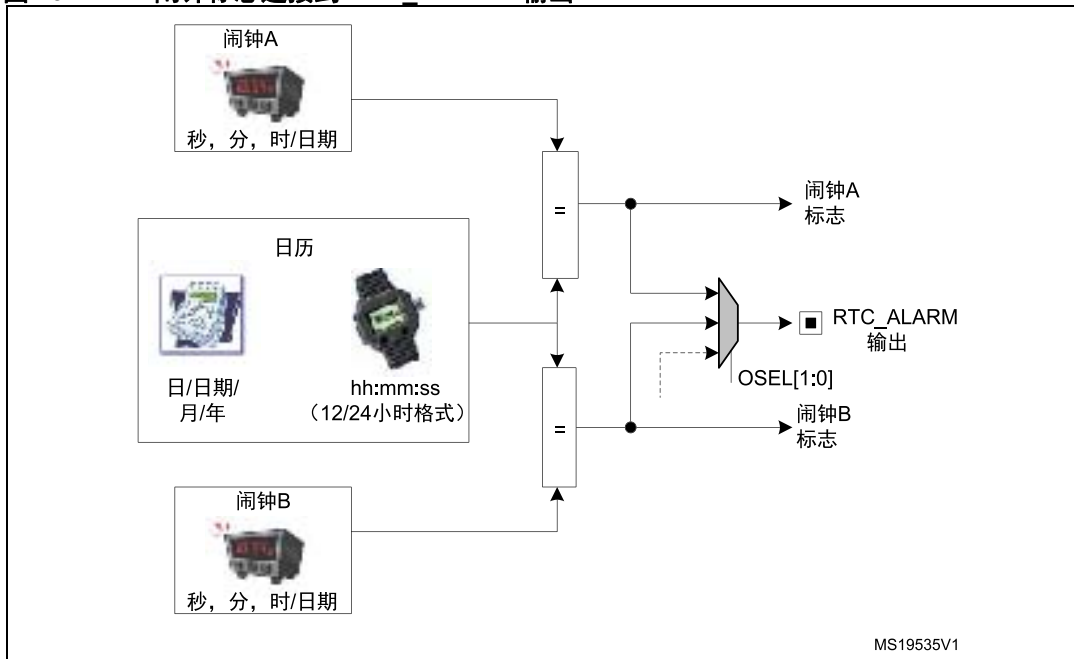 闹钟A
秒，分，时/日期
日历
日/日期/
月/年
hh:mm:ss
（12/24小时格式）
闹钟B
秒，分，时/日期
=
=
闹钟A
标志
RTC_ALARM
输出
OSEL[1:0]
闹钟B
标志
MS19535V1